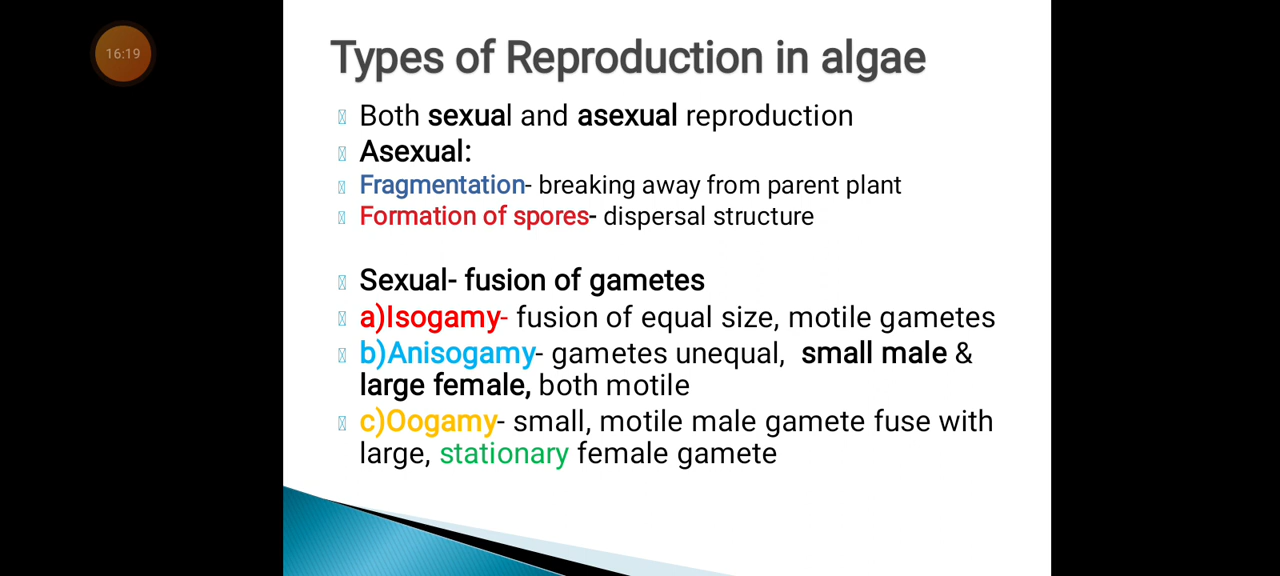 16:19
Types of Reproduction in algae
Both sexual and asexual reproduction
Asexual:
Fragmentation- breaking away from parent plant
Formation of spores- dispersal structure
Sexual- fusion of gametes
a)Isogamy- fusion of equal size, motile gametes
b)Anisogamy- gametes unequal, small male &
large female, both motile
c)Oogamy- small, motile male gamete fuse with
large, stationary female gamete